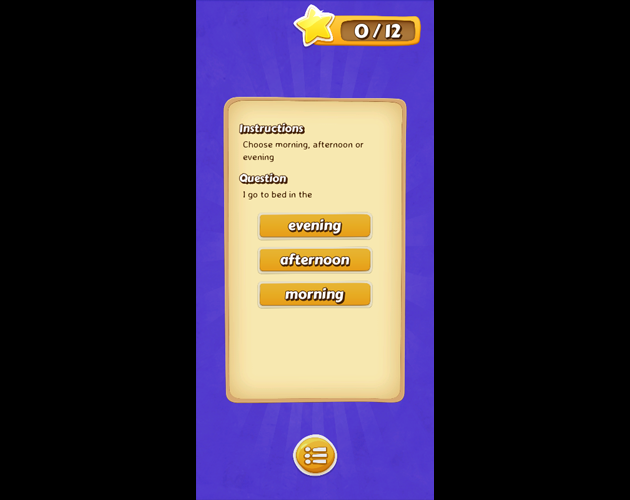 0/12
Instructions
Choose morning, afternoon or
evening
Question
I go to bed in the
evening
afternoon
morning